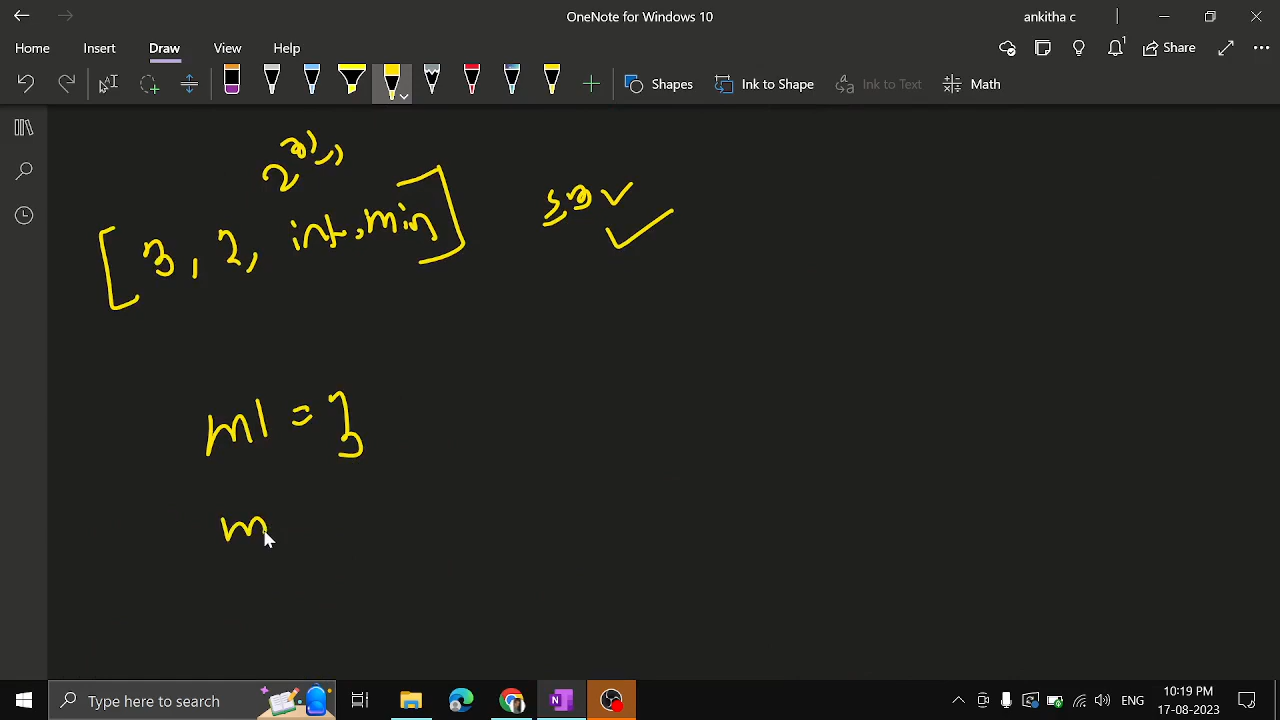 OneNote for Windows 10
ankitha c
Home Insert Draw View Help
Share
Shapes Ink to Shape Ink to Text Math
[ 3, 2, int,min ]
m1 = 3
m
Type here to search
ENG
10:19 PM
17-08-2023